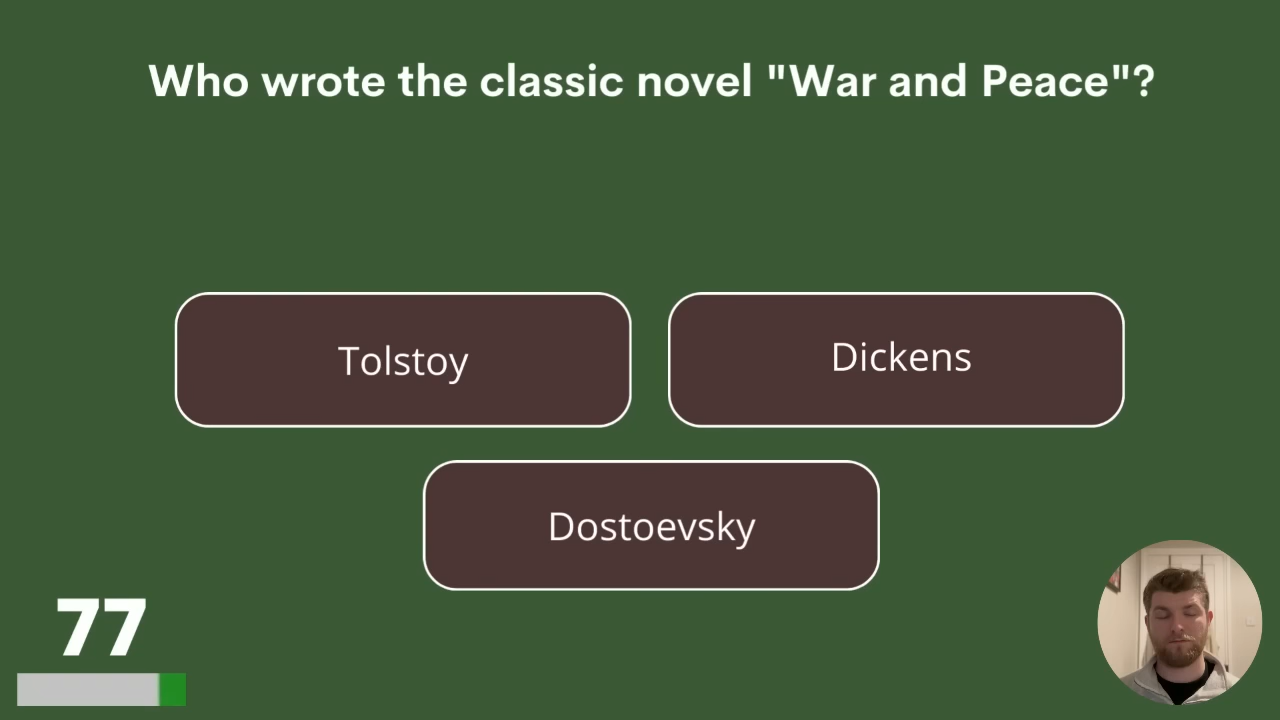 Who wrote the classic novel "War and Peace"?
Tolstoy
Dickens
Dostoevsky
77